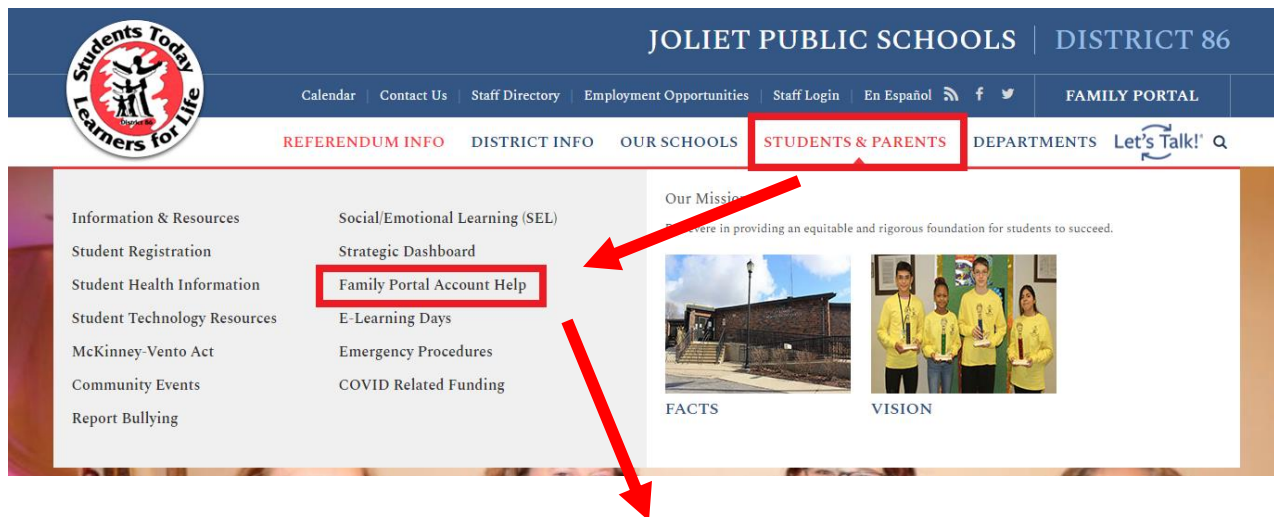 Students Today
Learners for Life
District 86
JOLIET PUBLIC SCHOOLS | DISTRICT 86
Calendar | Contact Us | Staff Directory | Employment Opportunities | Staff Login | En Español
FAMILY PORTAL
REFERENDUM INFO DISTRICT INFO OUR SCHOOLS STUDENTS & PARENTS DEPARTMENTS Let's Talk!
Information & Resources
Student Registration
Student Health Information
Student Technology Resources
McKinney-Vento Act
Community Events
Report Bullying
Social/Emotional Learning (SEL)
Strategic Dashboard
Family Portal Account Help
E-Learning Days
Emergency Procedures
COVID Related Funding
Our Mission
in providing an equitable and rigorous foundation for students to succeed.
FACTS
VISION